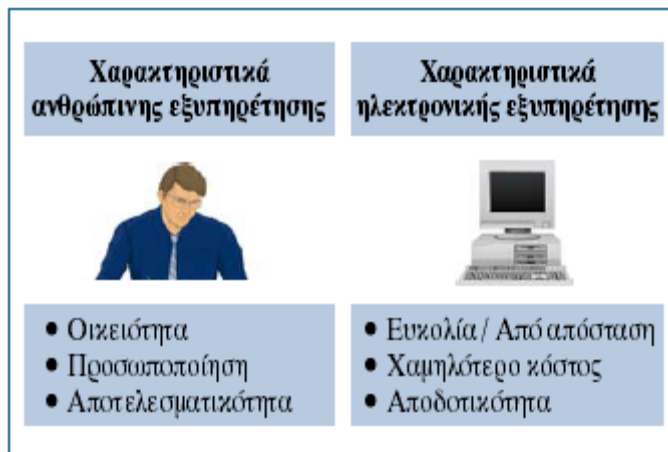 Χαρακτηριστικά
ανθρώπινης εξυπηρέτησης
• Οικειότητα
• Προσωποποίηση
• Αποτελεσματικότητα
Χαρακτηριστικά
ηλεκτρονικής εξυπηρέτησης
• Ευκολία / Από απόσταση
• Χαμηλότερο κόστος
• Αποδοτικότητα